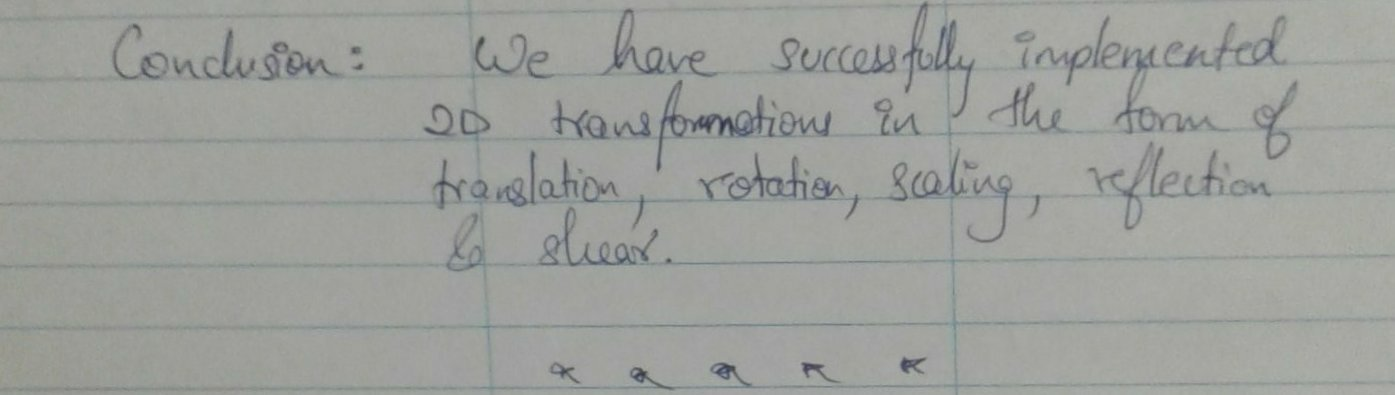 Conclusion: We have successfully implemented
2D transformations in the form of
translation, rotation, scaling, reflection
& shear.
* * * * *